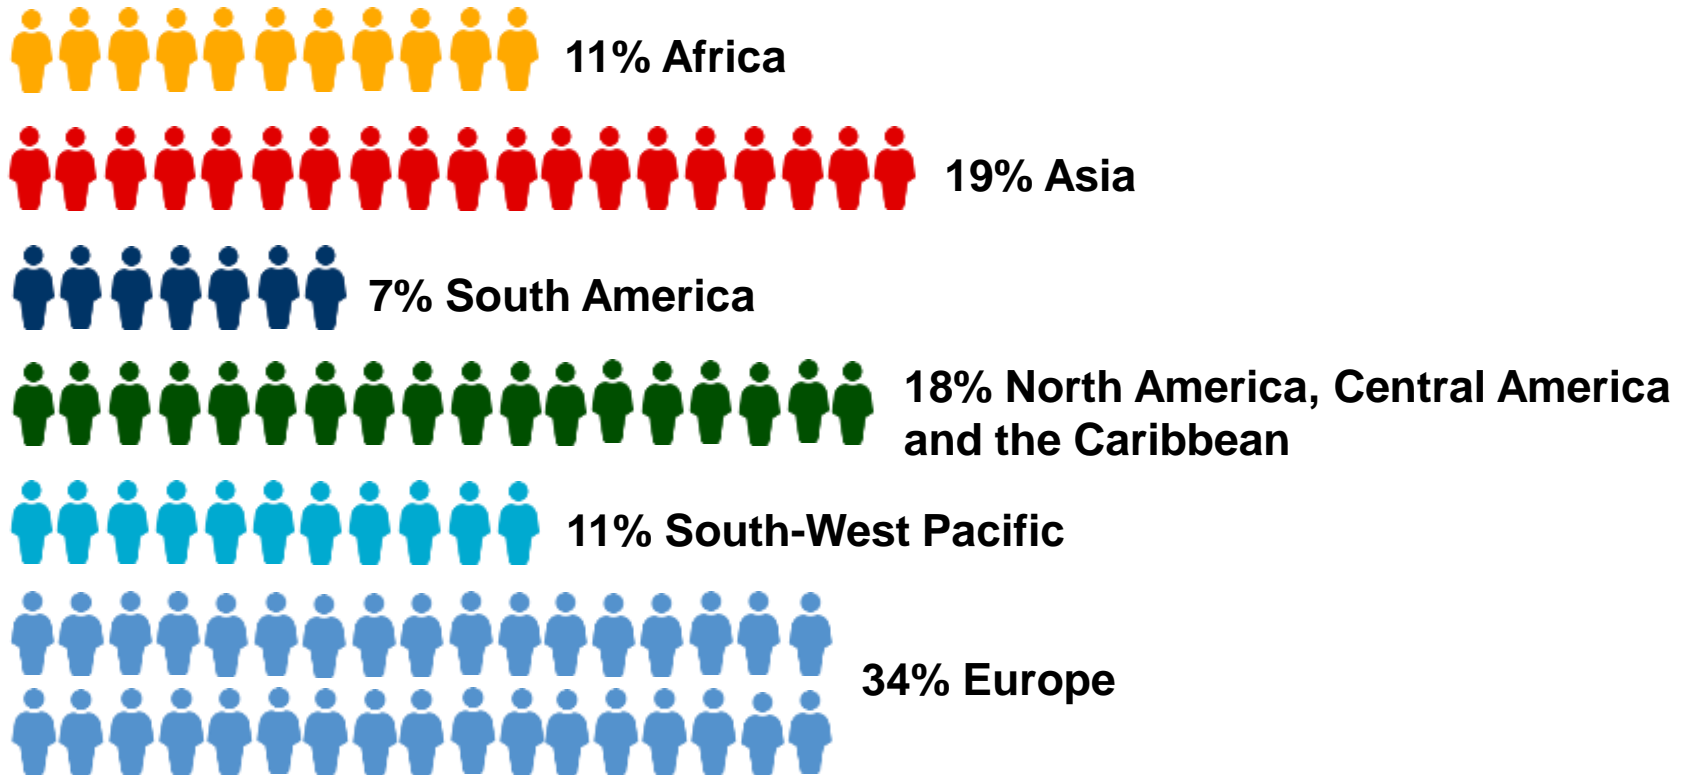 11% Africa
19% Asia
7% South America
18% North America, Central America
and the Caribbean
11% South-West Pacific
34% Europe